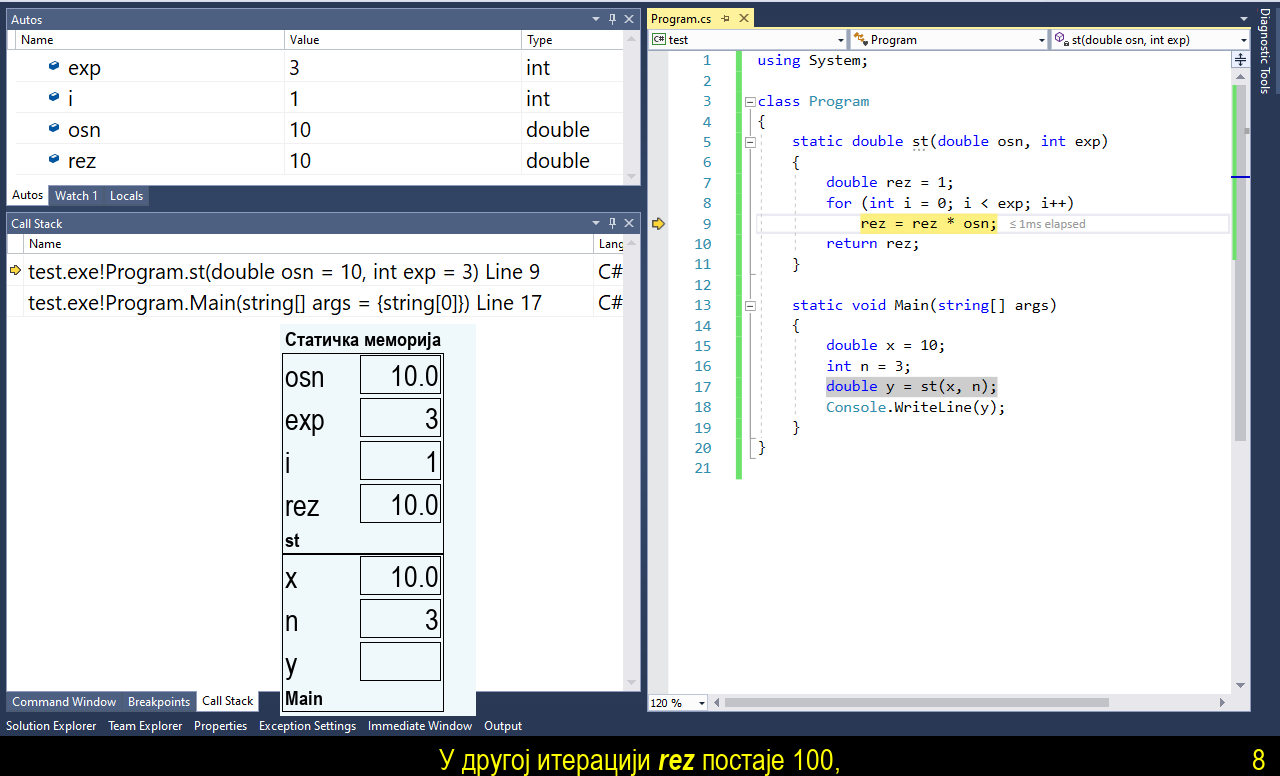 Autos
Name Value Type
exp 3 int
i 1 int
osn 10 double
rez 10 double
Autos Watch 1 Locals
Call Stack
Name Lang
test.exe!Program.st(double osn = 10, int exp = 3) Line 9 C#
test.exe!Program.Main(string[] args = {string[0]}) Line 17 C#
Статичка меморија
osn 10.0
exp 3
i 1
rez 10.0
st
x 10.0
n 3
y
Main
Command Window Breakpoints Call Stack
Solution Explorer Team Explorer Properties Exception Settings Immediate Window Output
Program.cs
C# test Program st(double osn, int exp)
1 using System;
2
3 class Program
4 {
5 static double st(double osn, int exp)
6 {
7 double rez = 1;
8 for (int i = 0; i < exp; i++)
9 rez = rez * osn; ≤ 1ms elapsed
10 return rez;
11 }
12
13 static void Main(string[] args)
14 {
15 double x = 10;
16 int n = 3;
17 double y = st(x, n);
18 Console.WriteLine(y);
19 }
20 }
21
120 %
Diagnostic Tools
У другој итерацији rez постаје 100, 8